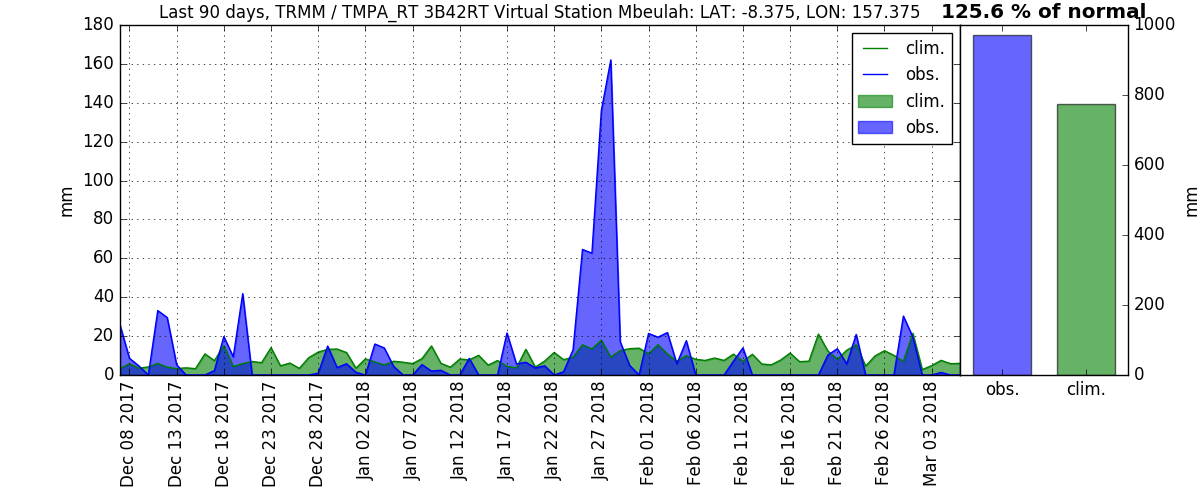 Last 90 days, TRMM / TMPA_RT 3B42RT Virtual Station Mbeulah: LAT: -8.375, LON: 157.375
125.6 % of normal
180
160
140
120
100
80
60
40
20
0
mm
clim.
obs.
clim.
obs.
Dec 08 2017
Dec 13 2017
Dec 18 2017
Dec 23 2017
Dec 28 2017
Jan 02 2018
Jan 07 2018
Jan 12 2018
Jan 17 2018
Jan 22 2018
Jan 27 2018
Feb 01 2018
Feb 06 2018
Feb 11 2018
Feb 16 2018
Feb 21 2018
Feb 26 2018
Mar 03 2018
1000
800
600
400
200
0
mm
obs.
clim.